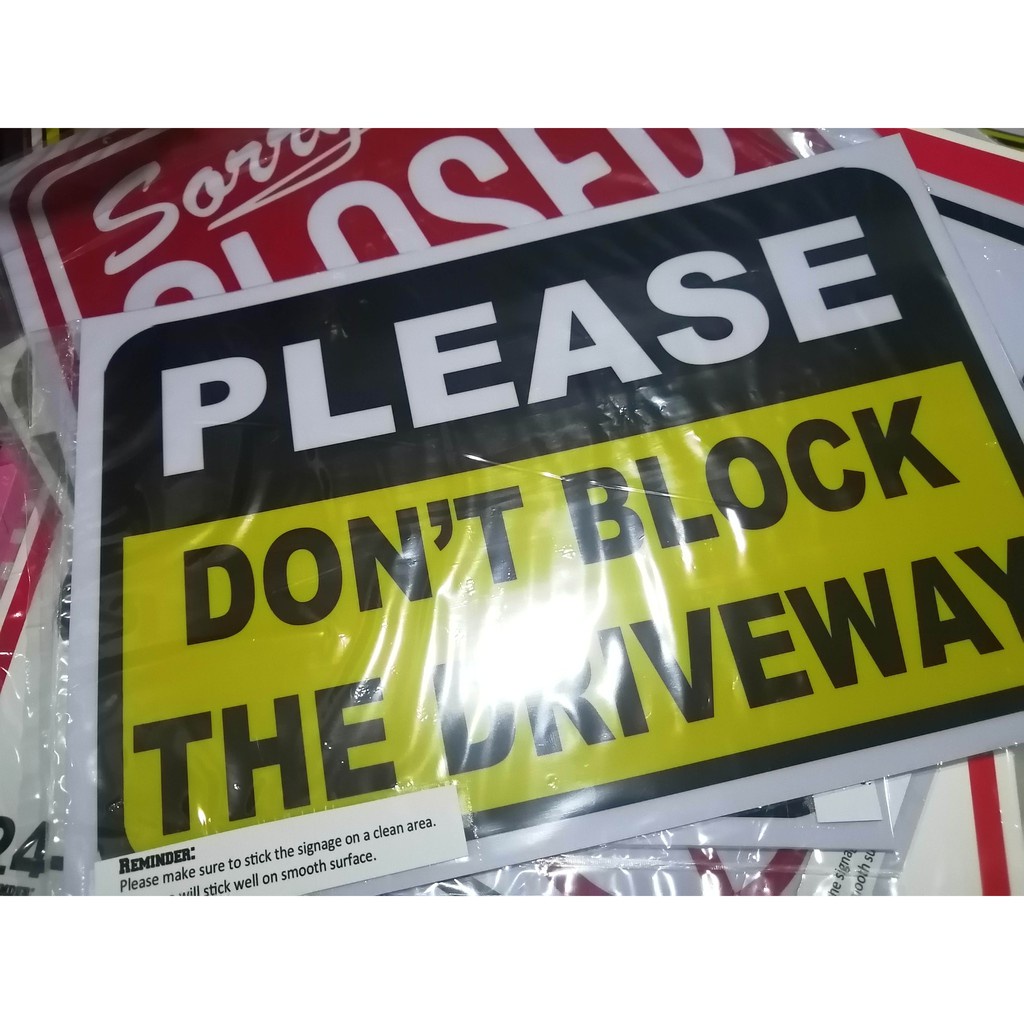 Sorry
CLOSED
PLEASE
DON'T BLOCK
THE DRIVEWAY
24
REMINDER:
Please make sure to stick the signage on a clean area.
will stick well on smooth surface.